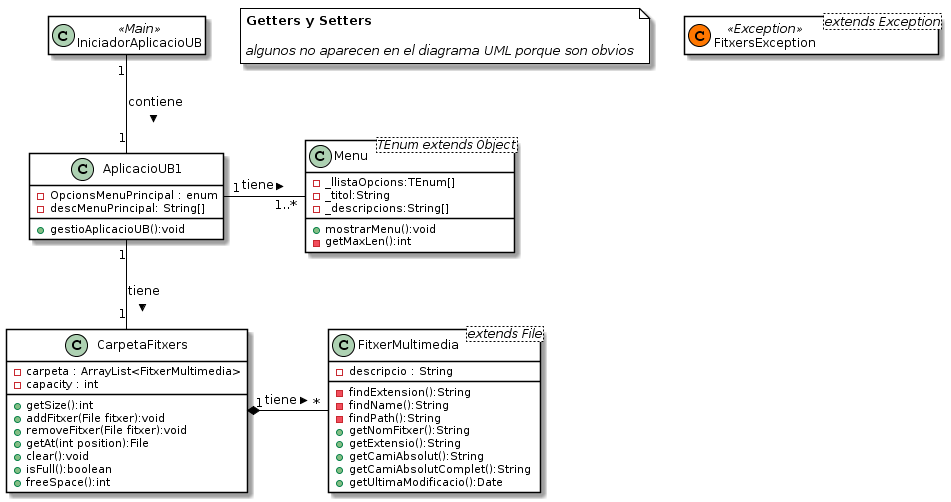 «Main»
C IniciadorAplicacioUB
Getters y Setters
algunos no aparecen en el diagrama UML porque son obvios
extends Exception
«Exception»
C FitxersException
1
contiene
1
C AplicacioUB1
OpcionsMenuPrincipal : enum
descMenuPrincipal: String[]
gestioAplicacioUB():void
1 tiene
1..*
TEnum extends Object
C Menu
_llistaOpcions:TEnum[]
_titol:String
_descripcions:String[]
mostrarMenu():void
getMaxLen():int
1
tiene
1
C CarpetaFitxers
carpeta : ArrayList<FitxerMultimedia>
capacity : int
getSize():int
addFitxer(File fitxer):void
removeFitxer(File fitxer):void
getAt(int position):File
clear():void
isFull():boolean
freeSpace():int
1 tiene *
extends File
C FitxerMultimedia
descripcio : String
findExtension():String
findName():String
findPath():String
getNomFitxer():String
getExtensio():String
getCamiAbsolut():String
getCamiAbsolutComplet():String
getUltimaModificacio():Date